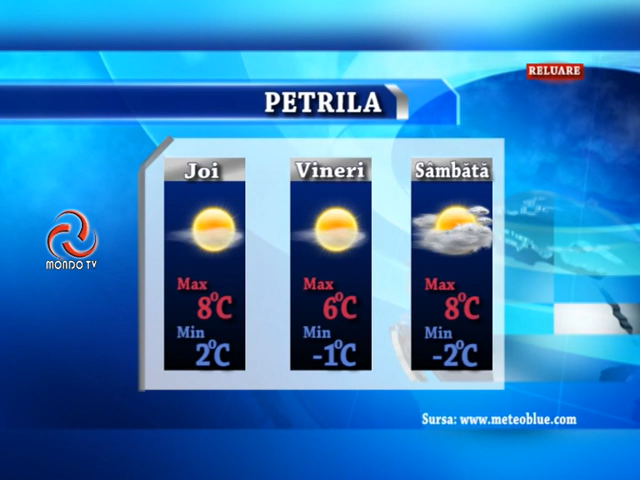 RELUARE
PETRILA
Joi
Vineri
Sâmbătă
Max
8°C
Min
2°C
Max
6°C
Min
-1°C
Max
8°C
Min
-2°C
MONDO TV
Sursa: www.meteoblue.com